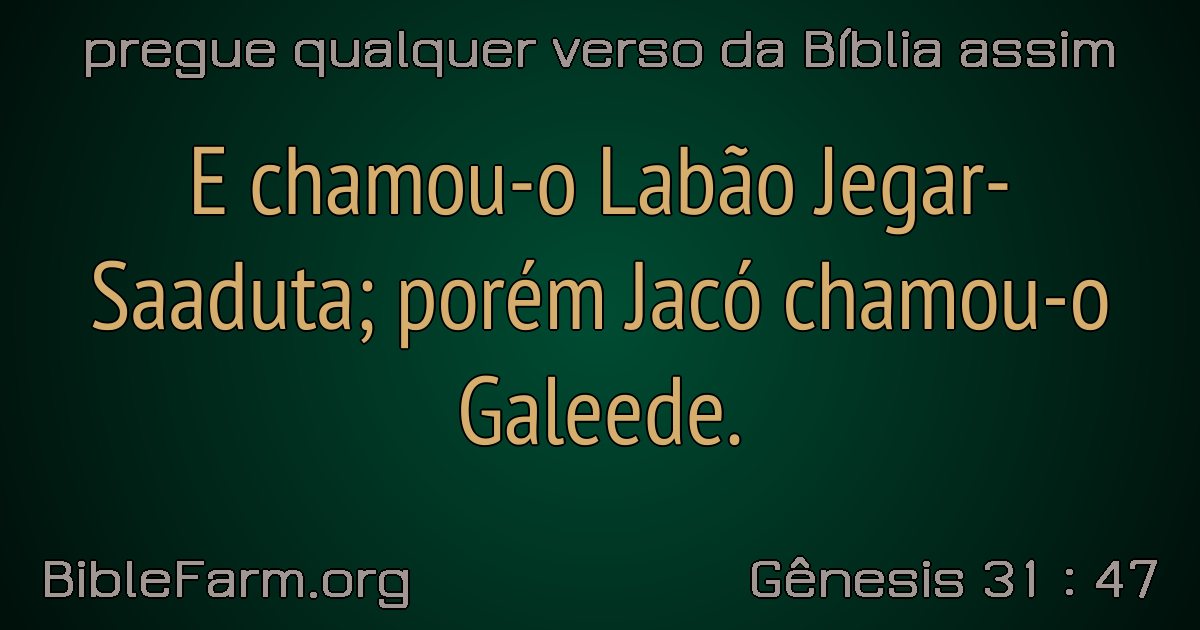 pregue qualquer verso da Bíblia assim
E chamou-o Labão Jegar-
Saaduta; porém Jacó chamou-o
Galeede.
BibleFarm.org
Gênesis 31 : 47